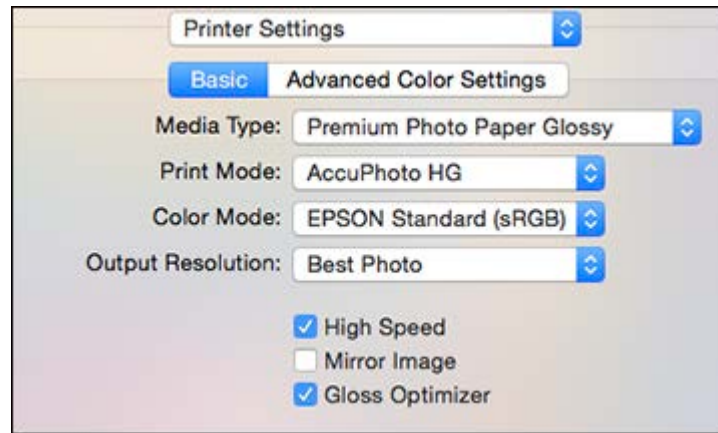 Printer Settings
Basic Advanced Color Settings
Media Type: Premium Photo Paper Glossy
Print Mode: AccuPhoto HG
Color Mode: EPSON Standard (sRGB)
Output Resolution: Best Photo
High Speed
Mirror Image
Gloss Optimizer